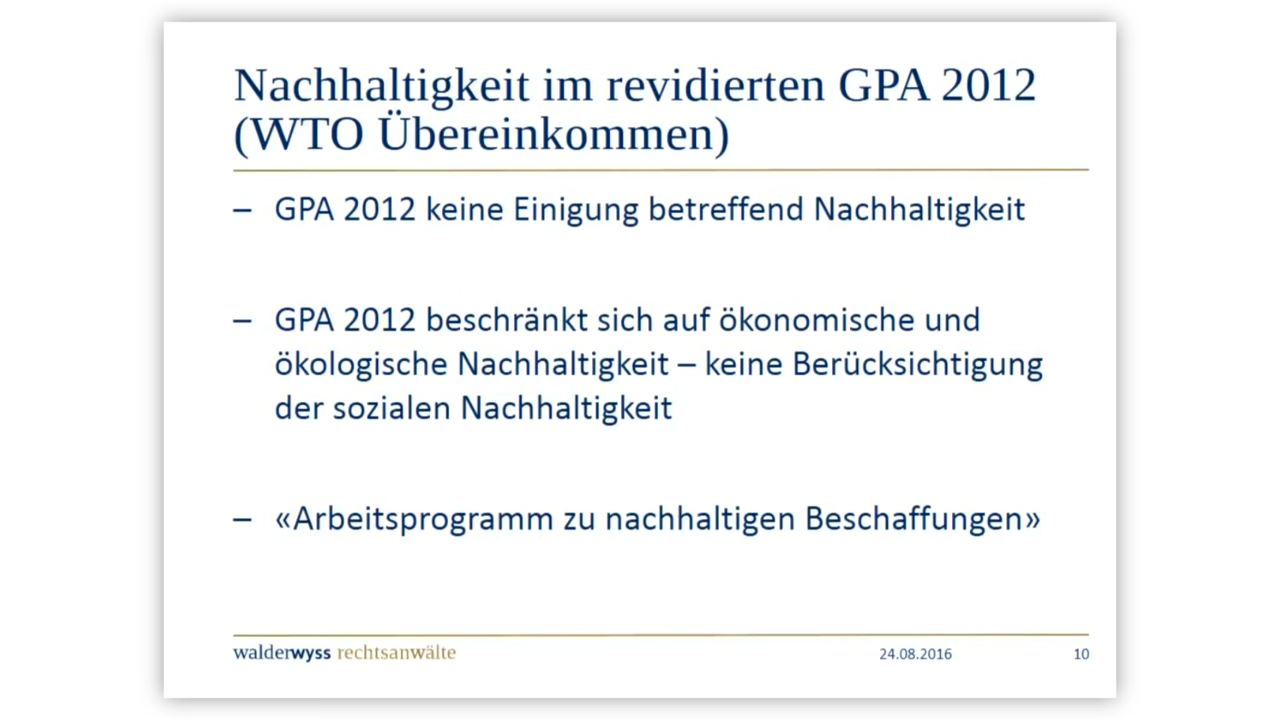 Nachhaltigkeit im revidierten GPA 2012
(WTO Übereinkommen)
– GPA 2012 keine Einigung betreffend Nachhaltigkeit
– GPA 2012 beschränkt sich auf ökonomische und
ökologische Nachhaltigkeit – keine Berücksichtigung
der sozialen Nachhaltigkeit
– «Arbeitsprogramm zu nachhaltigen Beschaffungen»
walderwyss rechtsanwälte 24.08.2016 10